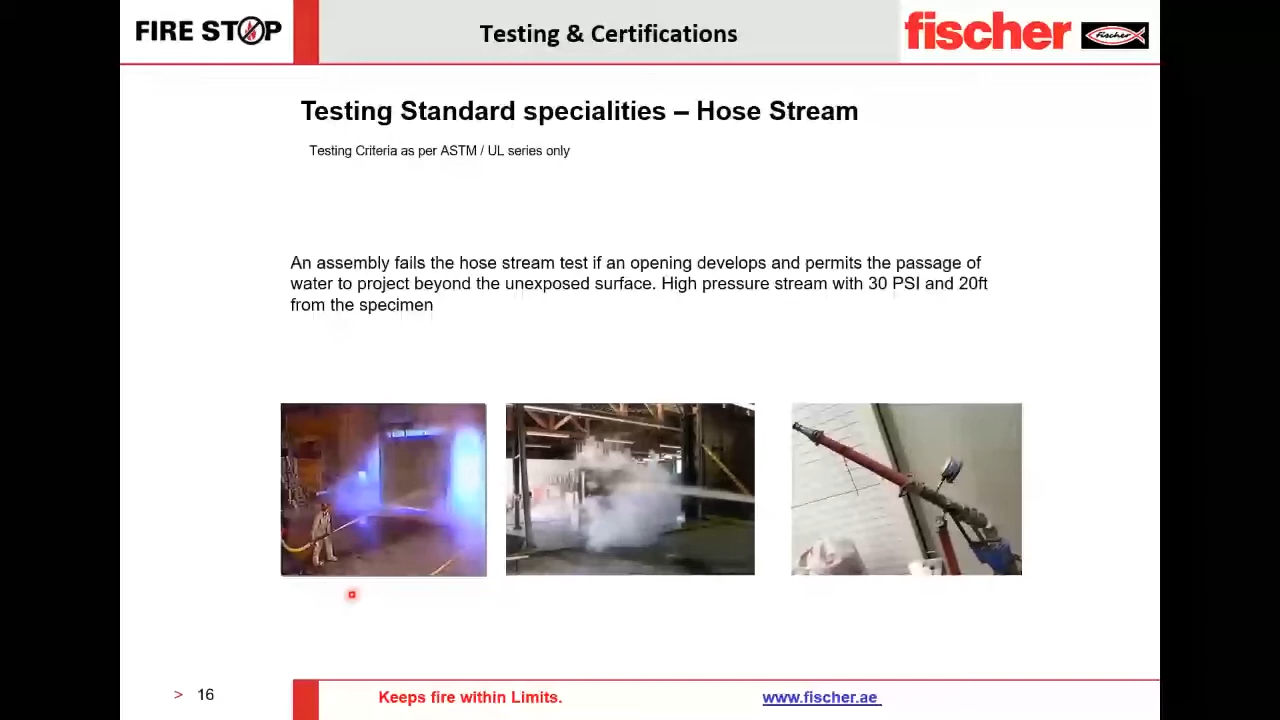 FIRE STOP
Testing & Certifications
fischer
fischer
Testing Standard specialities – Hose Stream
Testing Criteria as per ASTM / UL series only
An assembly fails the hose stream test if an opening develops and permits the passage of
water to project beyond the unexposed surface. High pressure stream with 30 PSI and 20ft
from the specimen
> 16
Keeps fire within Limits.
www.fischer.ae